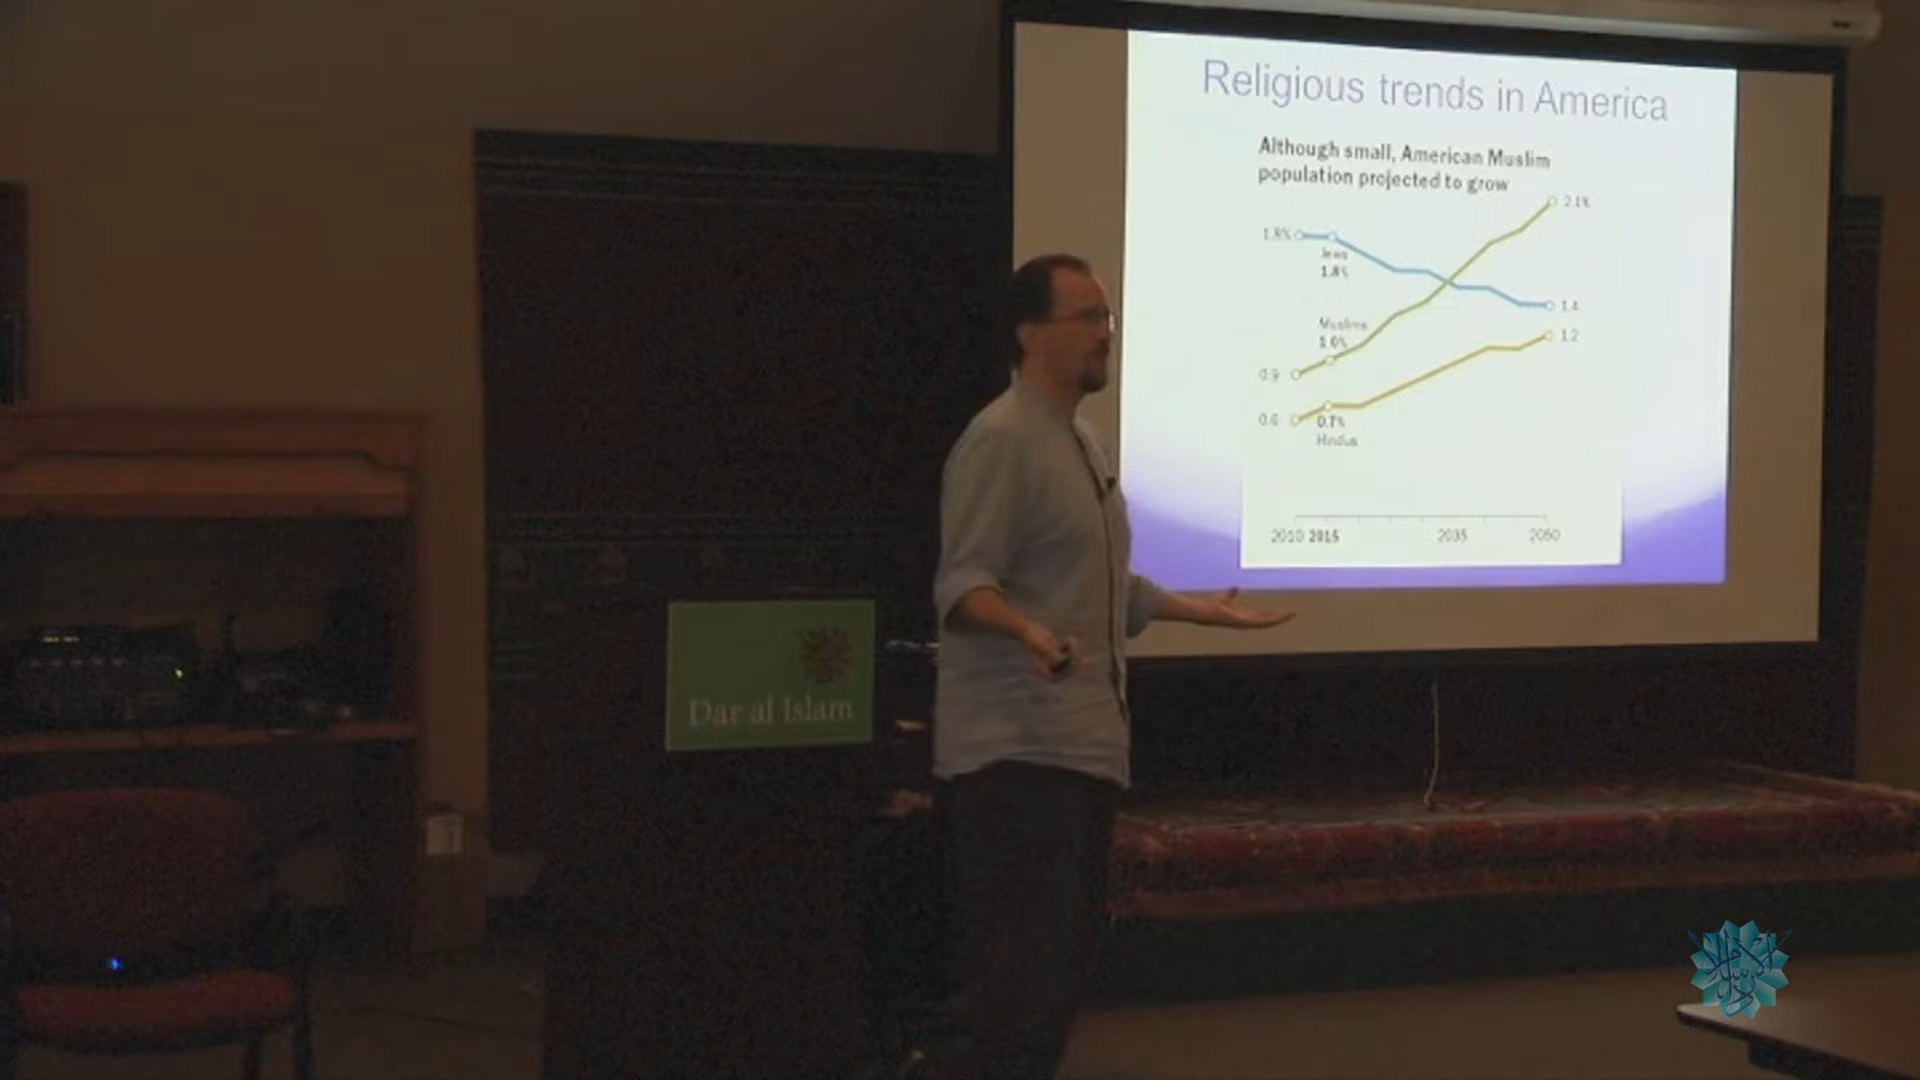 Religious trends in America
Although small, American Muslim
population projected to grow
2.1%
1.8%
Jews
1.8%
1.4
1.2
Muslims
1.0%
0.9
0.6
0.7%
Hindus
2010 2015 2035 2050
Dar al Islam